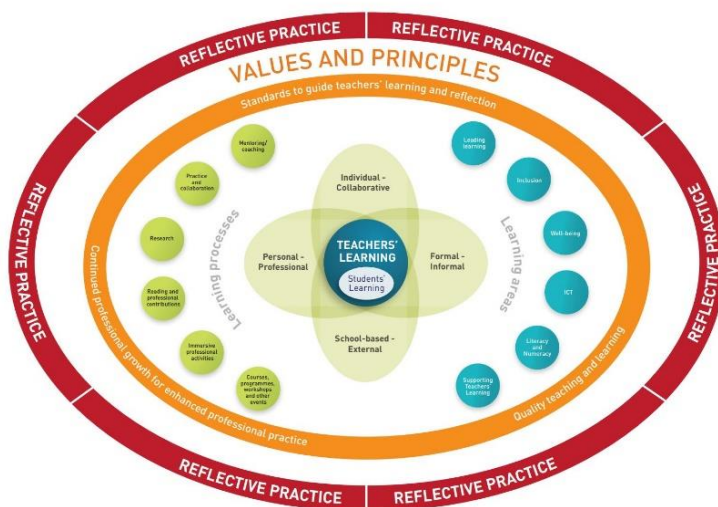 REFLECTIVE PRACTICE
REFLECTIVE PRACTICE
VALUES AND PRINCIPLES
Standards to guide teachers' learning and reflection
Mentoring/
coaching
Practice
and
collaboration
Research
Reading and
professional
contributions
Immersive
professional
activities
Courses,
programmes,
workshops
and other
events
Learning processes
Individual -
Collaborative
Personal -
Professional
TEACHERS'
LEARNING
Students'
Learning
Formal -
Informal
School-based -
External
Learning areas
Leading
learning
Inclusion
Well-being
ICT
Literacy
and
Numeracy
Supporting
Teachers'
Learning
REFLECTIVE PRACTICE
REFLECTIVE PRACTICE
Continued professional growth for enhanced professional practice
Quality teaching and learning
REFLECTIVE PRACTICE
REFLECTIVE PRACTICE